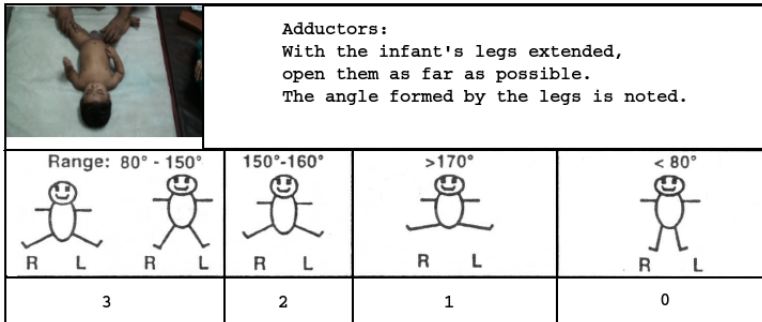 Adductors:
With the infant's legs extended,
open them as far as possible.
The angle formed by the legs is noted.
Range: 80° - 150° 150°-160° >170° < 80°
R L R L R L R L R L
3 2 1 0